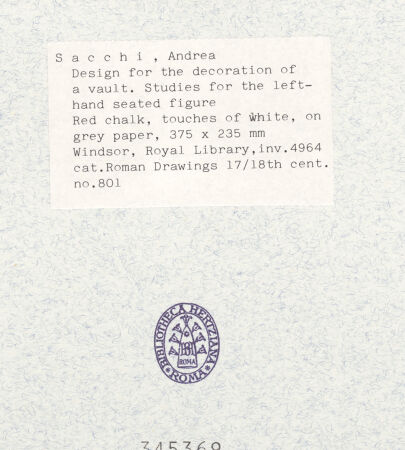 S a c c h i , Andrea
Design for the decoration of
a vault. Studies for the left-
hand seated figure
Red chalk, touches of white, on
grey paper, 375 x 235 mm
Windsor, Royal Library,inv.4964
cat.Roman Drawings 17/18th cent.
no.801
BIBLIOTHECA HERTZIANA
ROMA
ROMA
345369